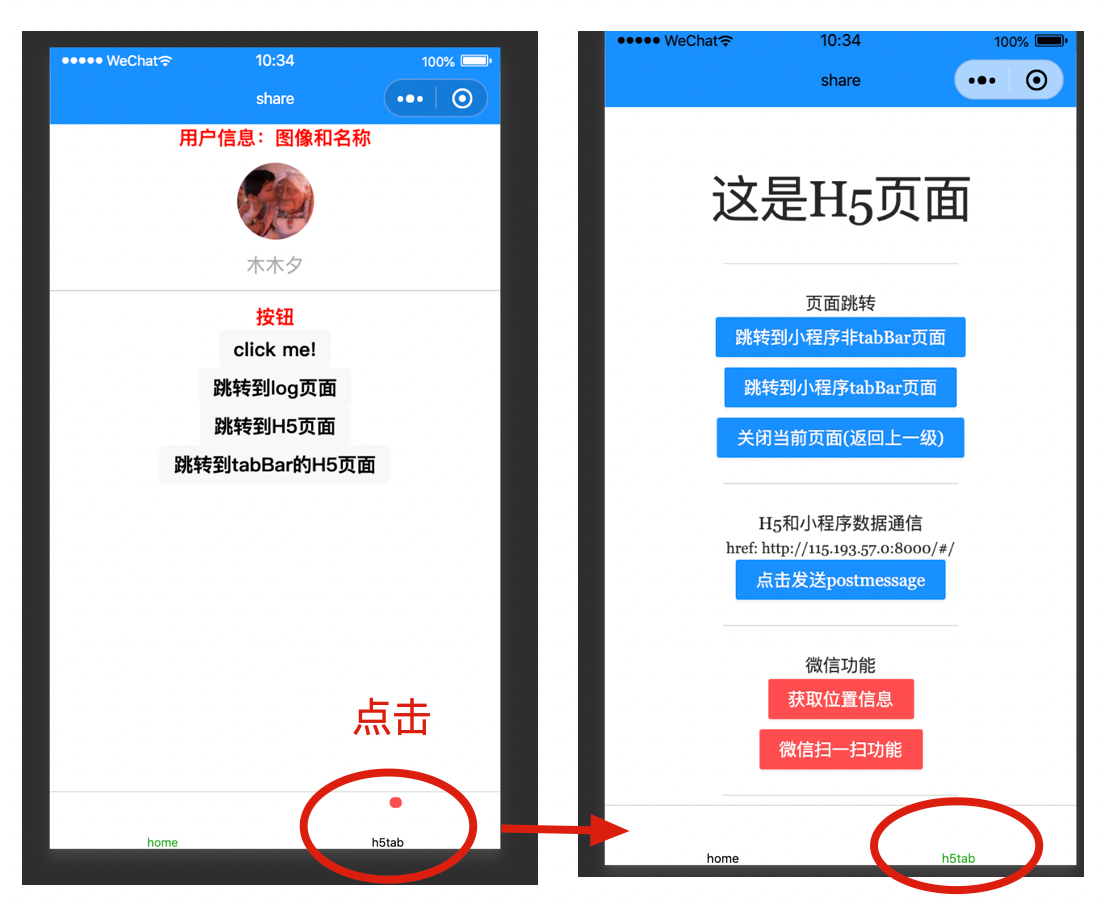 WeChat
10:34
100%
share
用户信息：图像和名称
木木夕
按钮
click me!
跳转到log页面
跳转到H5页面
跳转到tabBar的H5页面
点击
home
h5tab
WeChat
10:34
100%
share
这是H5页面
页面跳转
跳转到小程序非tabBar页面
跳转到小程序tabBar页面
关闭当前页面(返回上一级)
H5和小程序数据通信
href: http://115.193.57.0:8000/#/
点击发送postmessage
微信功能
获取位置信息
微信扫一扫功能
home
h5tab